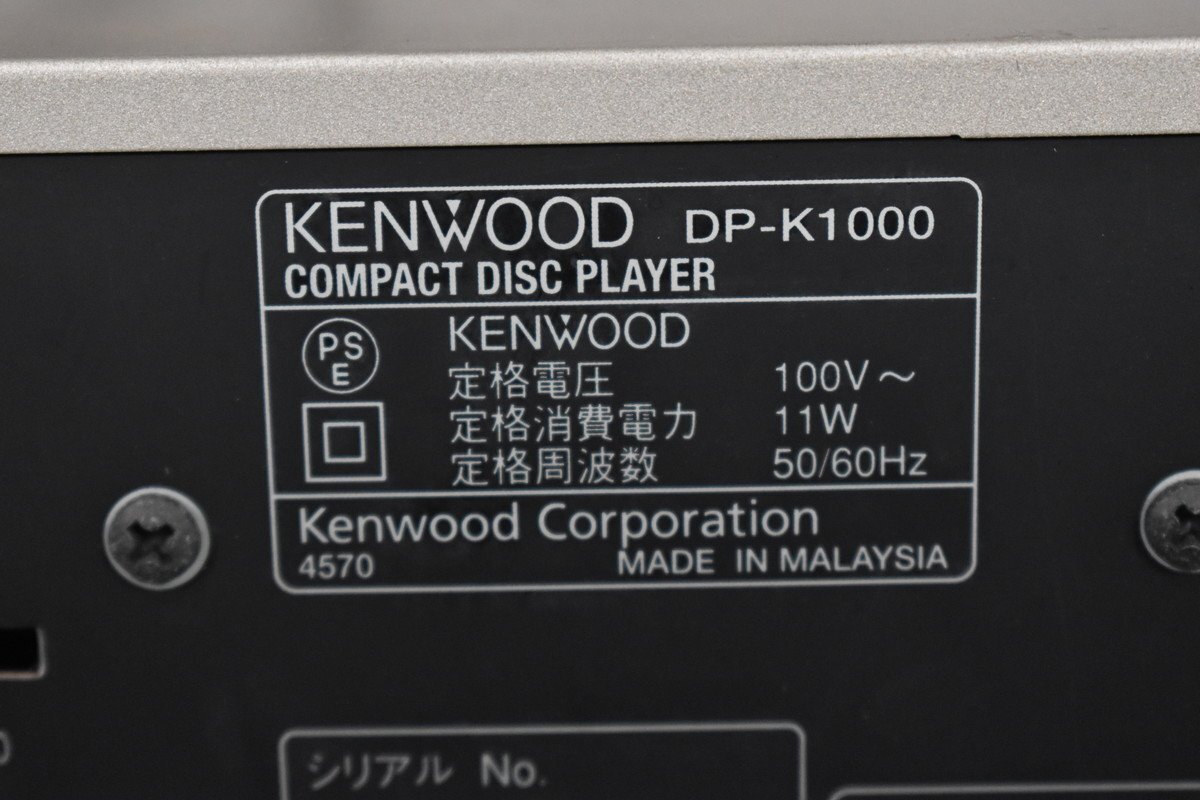 KENWOOD DP-K1000
COMPACT DISC PLAYER
PS
E
KENWOOD
定格電圧 100V～
定格消費電力 11W
定格周波数 50/60Hz
Kenwood Corporation
4570 MADE IN MALAYSIA
シリアル No.